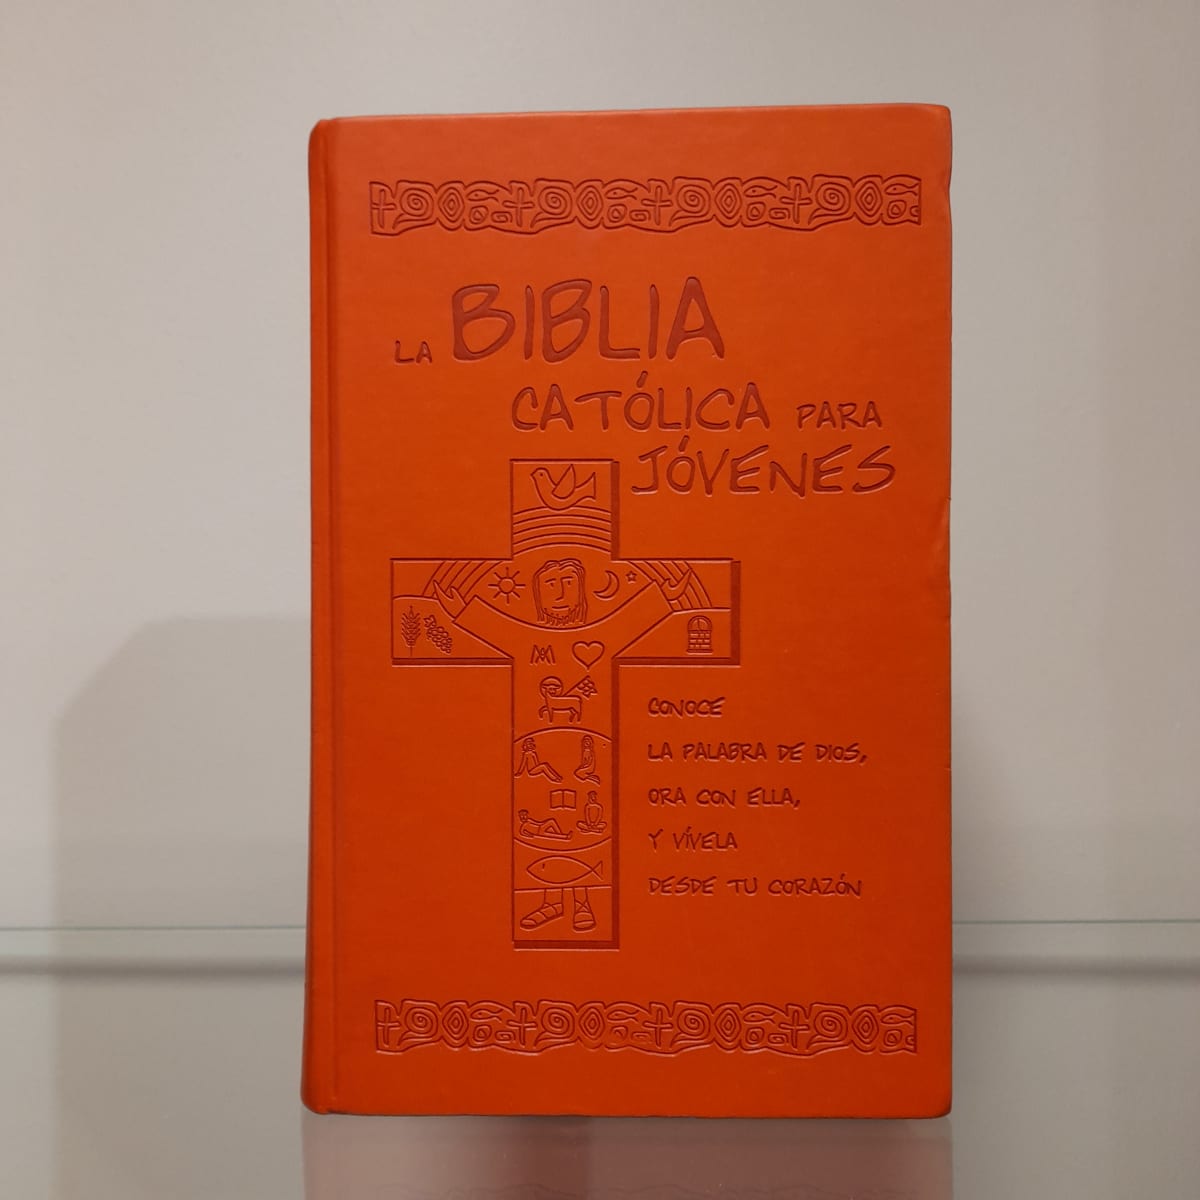 LA BIBLIA
CATÓLICA PARA
JÓVENES
CONOCE
LA PALABRA DE DIOS,
ORA CON ELLA,
Y VÍVELA
DESDE TU CORAZÓN